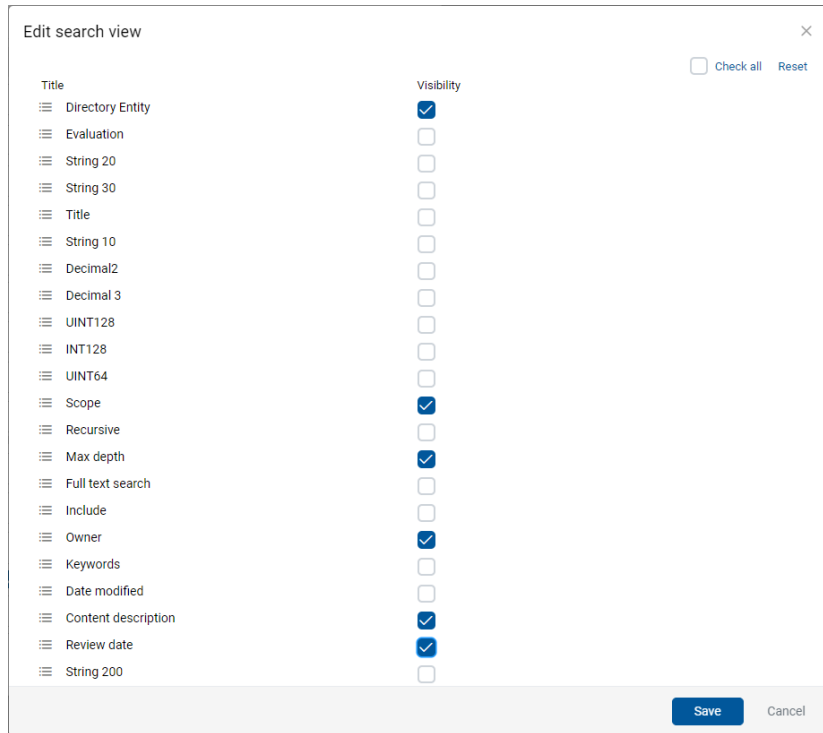 Edit search view
Check all Reset
Title Visibility
Directory Entity
Evaluation
String 20
String 30
Title
String 10
Decimal2
Decimal 3
UINT128
INT128
UINT64
Scope
Recursive
Max depth
Full text search
Include
Owner
Keywords
Date modified
Content description
Review date
String 200
Save Cancel